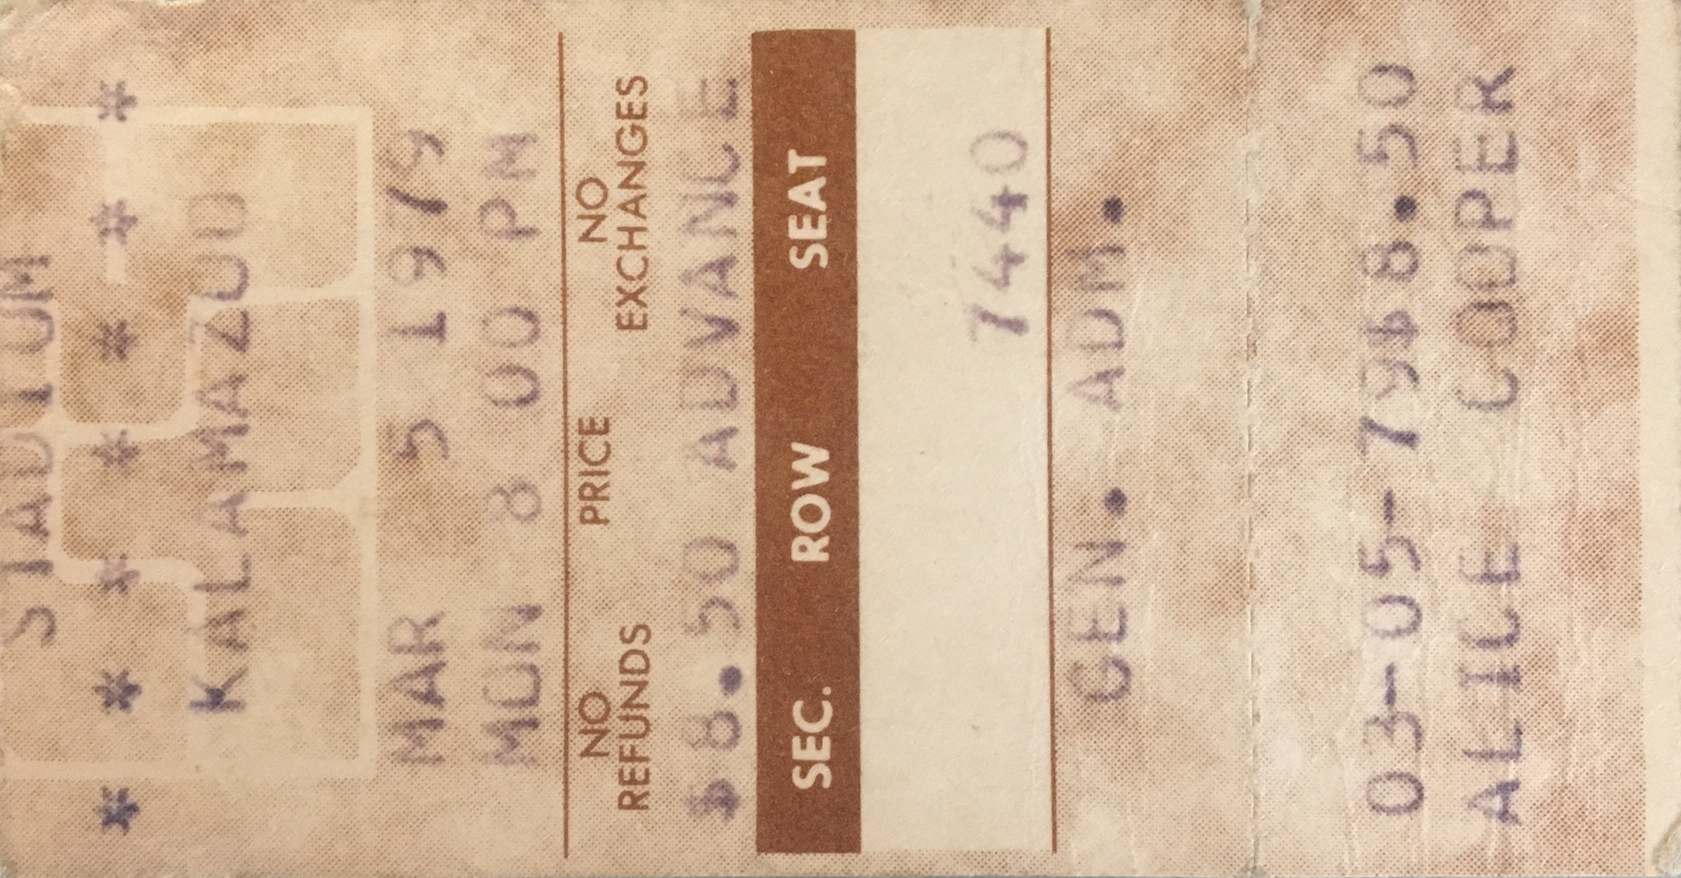 STADIUM
* * * * * * *
KALAMAZOO
MAR 5 1979
MON 8 00 PM
NO REFUNDS PRICE NO EXCHANGES
$8.50 ADVANCE
SEC. ROW SEAT
7440
GEN. ADM.
03-05-79$8.50
ALICE COOPER